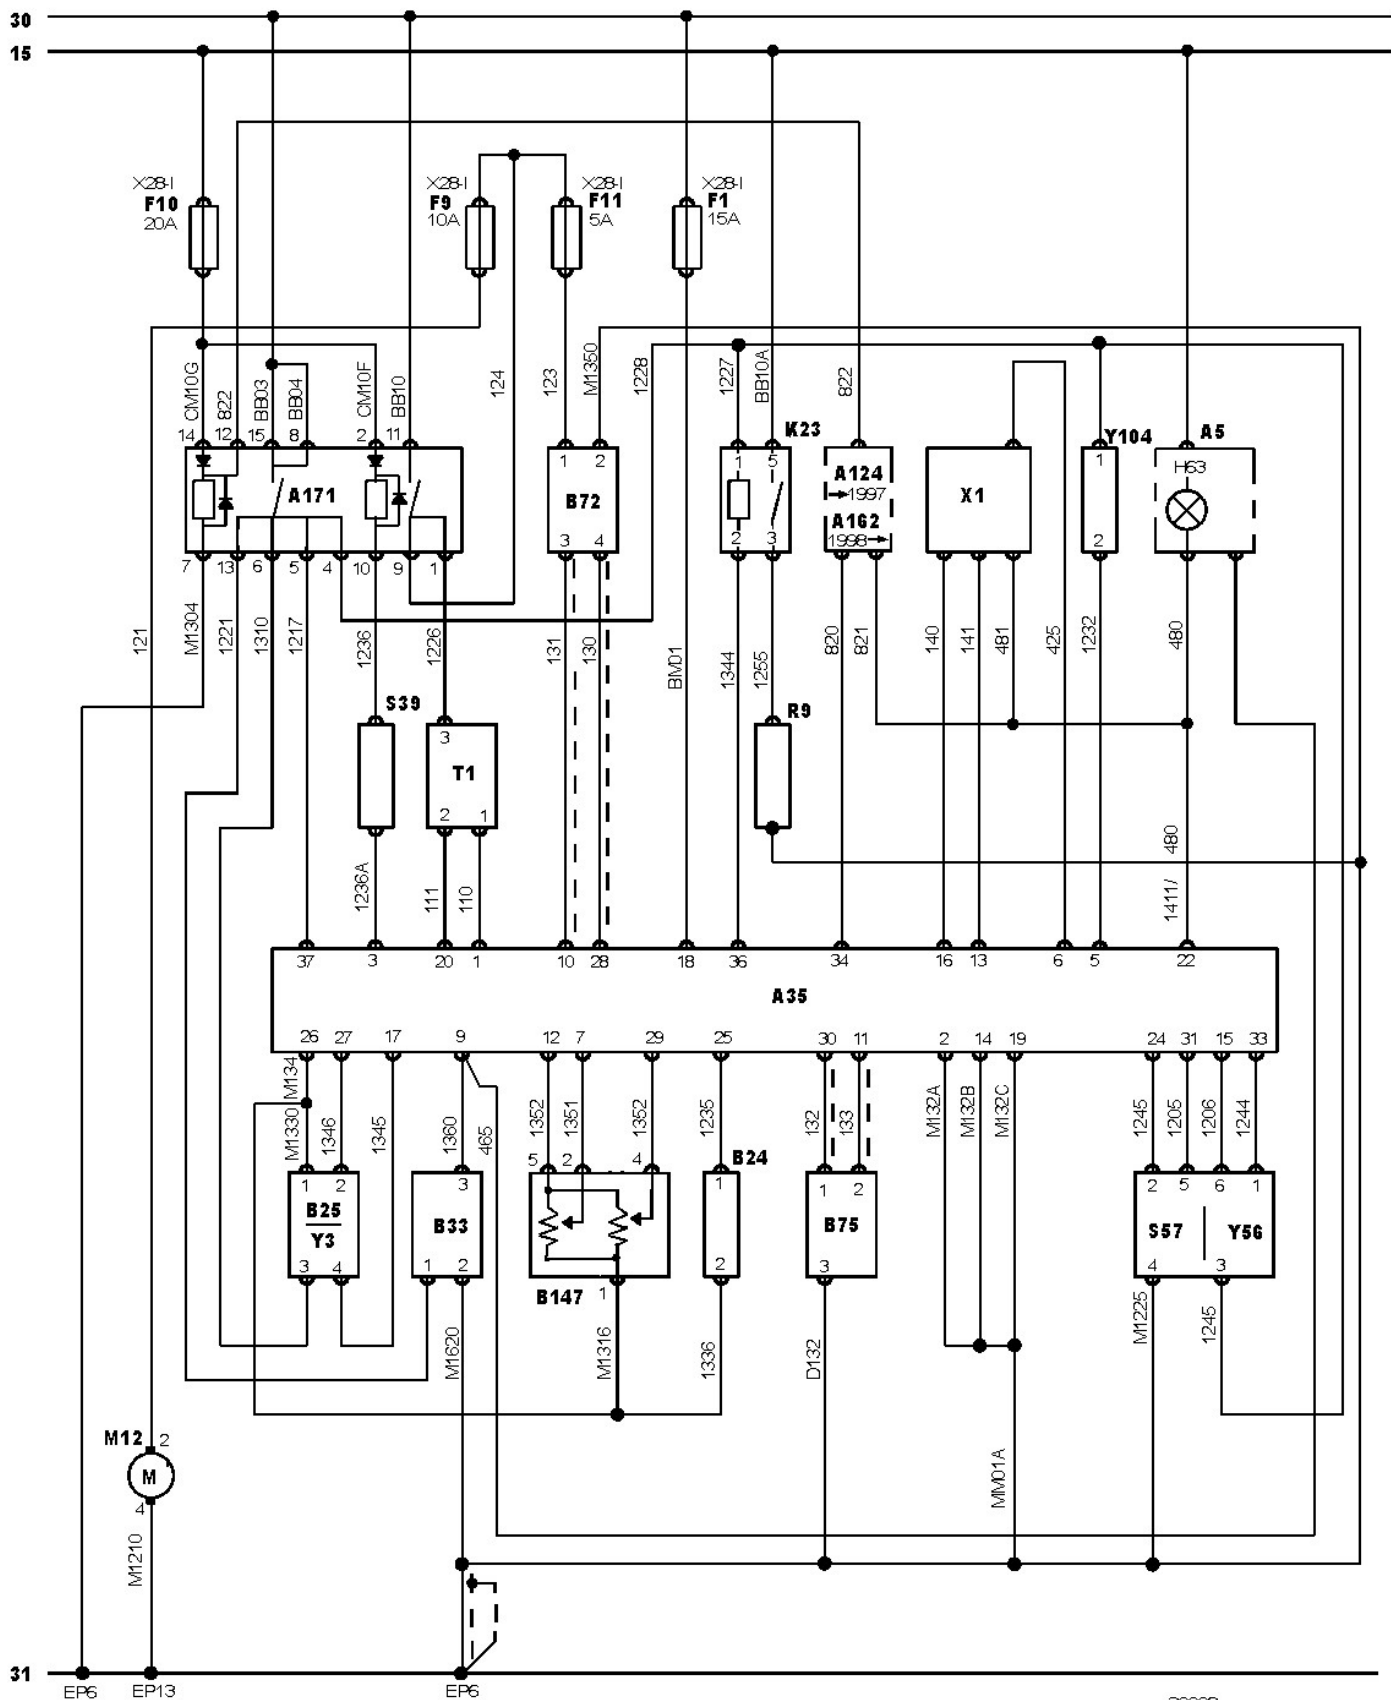 30
15
X28-I X28-I X28-I X28-I
F10 F9 F11 F1
20A 10A 5A 15A
CM10G 822 BB03 BB04 CM10F BB10 124 123 M1350 1228 1227 BB10A 822
14 12 15 8 2 11 K23 Y104 A5
A171
1 2
B72
3 4
1 5
2 3
A124
1997
A162
1998
X1
1
2
H63
7 13 6 5 4 10 9 1
121 M1304 1221 1310 1217 1236 1226 131 130 BM01 1344 1255 820 821 140 141 481 425 1232 480
S39 R9
3
T1
2 1
1236A 111 110 1411/ 480
37 3 20 1 10 28 18 36 34 16 13 6 5 22
A35
26 27 17 9 12 7 29 25 30 11 2 14 19 24 31 15 33
M134
M1330 1346 1345 1360 465 1352 1351 1352 1235 132 133 M132A M132B M132C 1245 1205 1206 1244
5 2 4 B24
1 2
B25
Y3
3 4
3
B33
1 2
1
2
1 2
B75
3
2 5 6 1
S57 Y56
4 3
B147 1
M1620 M1316 1336 D132 M1225 1245
M12 2
M
4
MM01A
M1210
31
EP6 EP13 EP6